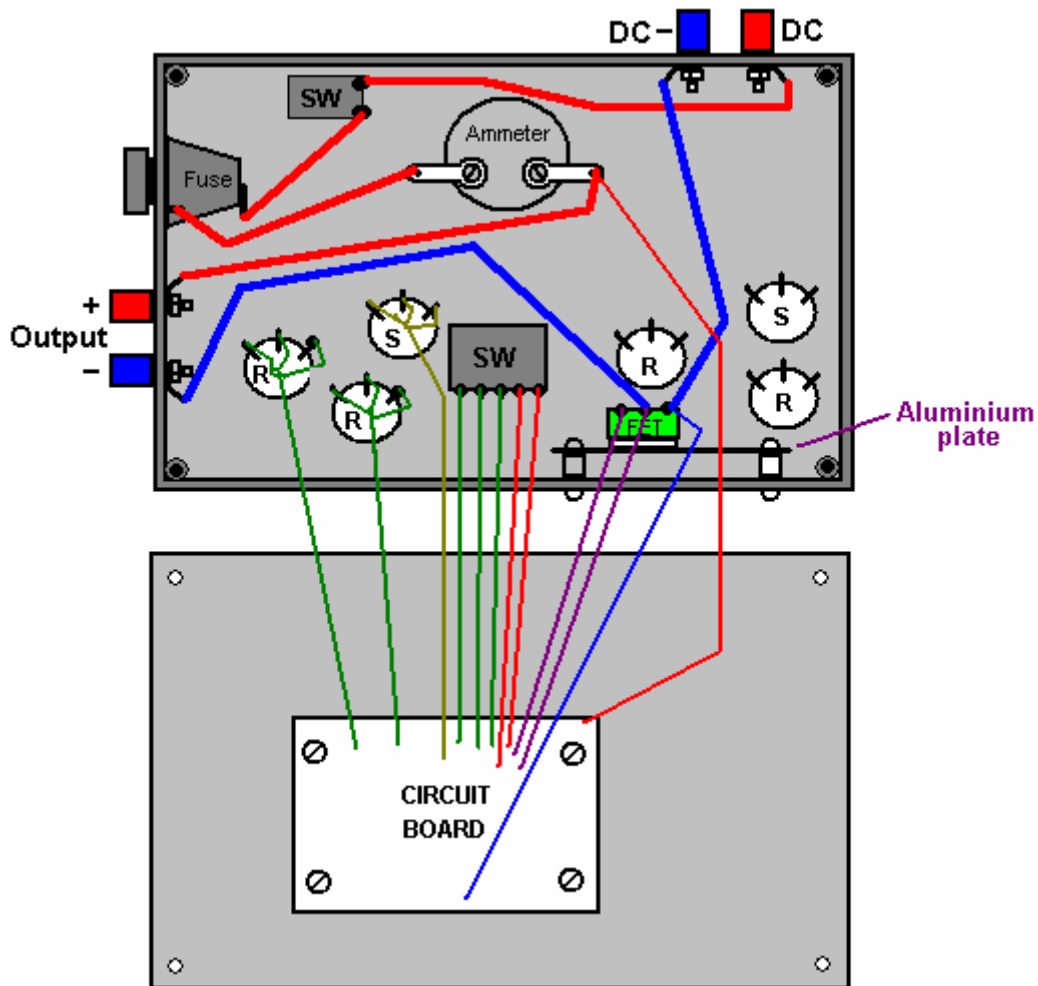 DC -
DC
SW
Ammeter
Fuse
+
Output
-
S
R
R
SW
R
S
R
FET
Aluminium
plate
CIRCUIT
BOARD